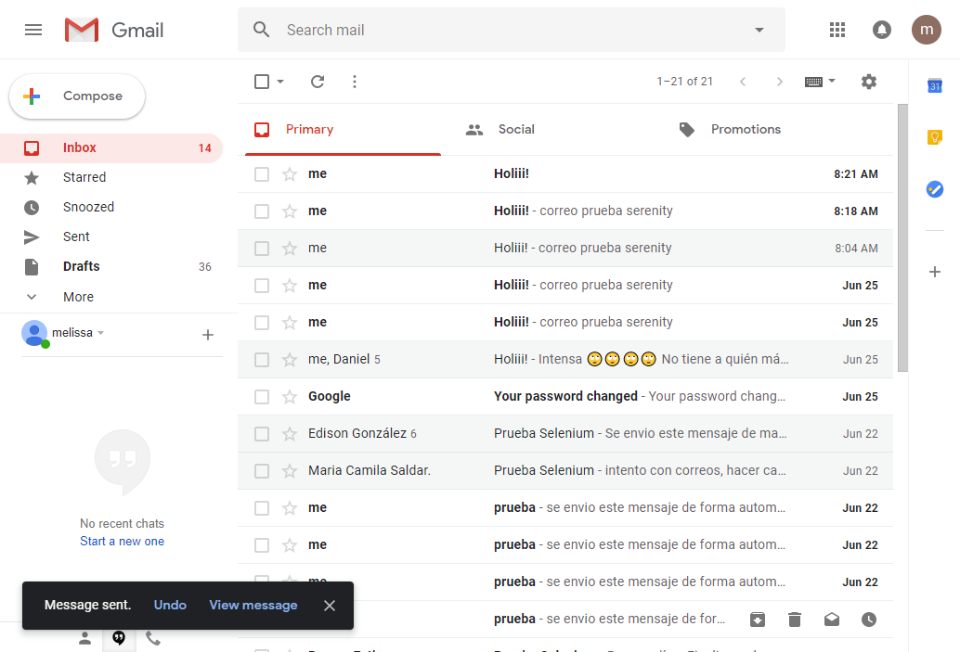 Gmail
Search mail
m
Compose
1–21 of 21
31
Primary
Social
Promotions
Inbox 14
Starred
Snoozed
Sent
Drafts 36
More
melissa
No recent chats
Start a new one
me Holiii! 8:21 AM
me Holiii! - correo prueba serenity 8:18 AM
me Holiii! - correo prueba serenity 8:04 AM
me Holiii! - correo prueba serenity Jun 25
me Holiii! - correo prueba serenity Jun 25
me, Daniel 5 Holiii! - Intensa 🙄🙄🙄🙄 No tiene a quién má... Jun 25
Google Your password changed - Your password chang... Jun 25
Edison González 6 Prueba Selenium - Se envio este mensaje de ma... Jun 22
Maria Camila Saldar. Prueba Selenium - intento con correos, hacer ca... Jun 22
me prueba - se envio este mensaje de forma autom... Jun 22
me prueba - se envio este mensaje de forma autom... Jun 22
me prueba - se envio este mensaje de forma autom... Jun 22
prueba - se envio este mensaje de for...
Message sent. Undo View message